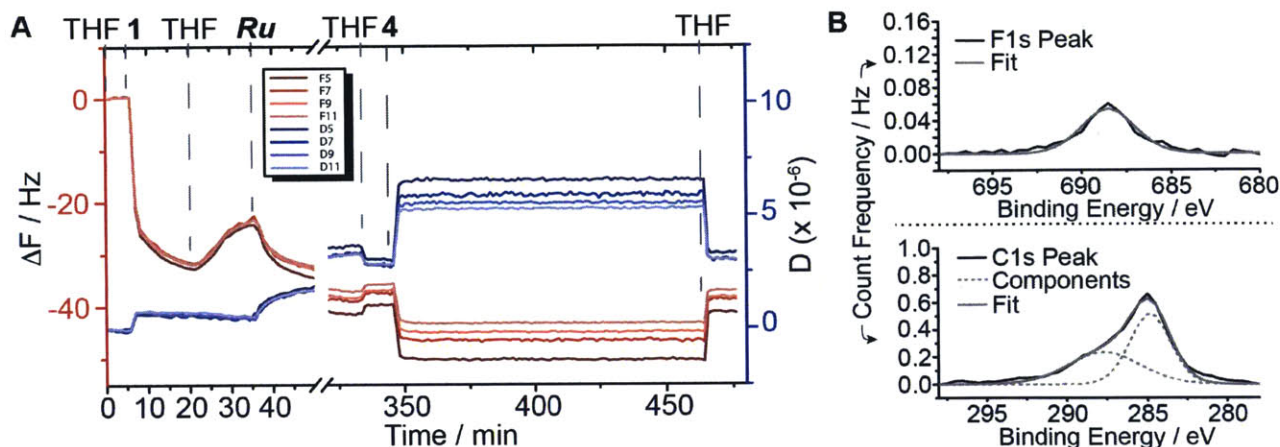 A
THF 1 THF Ru THF 4 THF
F5
F7
F9
F11
D5
D7
D9
D11
0
-20
-40
ΔF / Hz
10
5
0
D (x 10⁻⁶)
0 10 20 30 40 350 400 450
Time / min
B
0.16
0.12
0.08
0.04
0.00
F1s Peak
Fit
695 690 685 680
Binding Energy / eV
Count Frequency / Hz
1.0
0.8
0.6
0.4
0.2
0.0
C1s Peak
Components
Fit
295 290 285 280
Binding Energy / eV